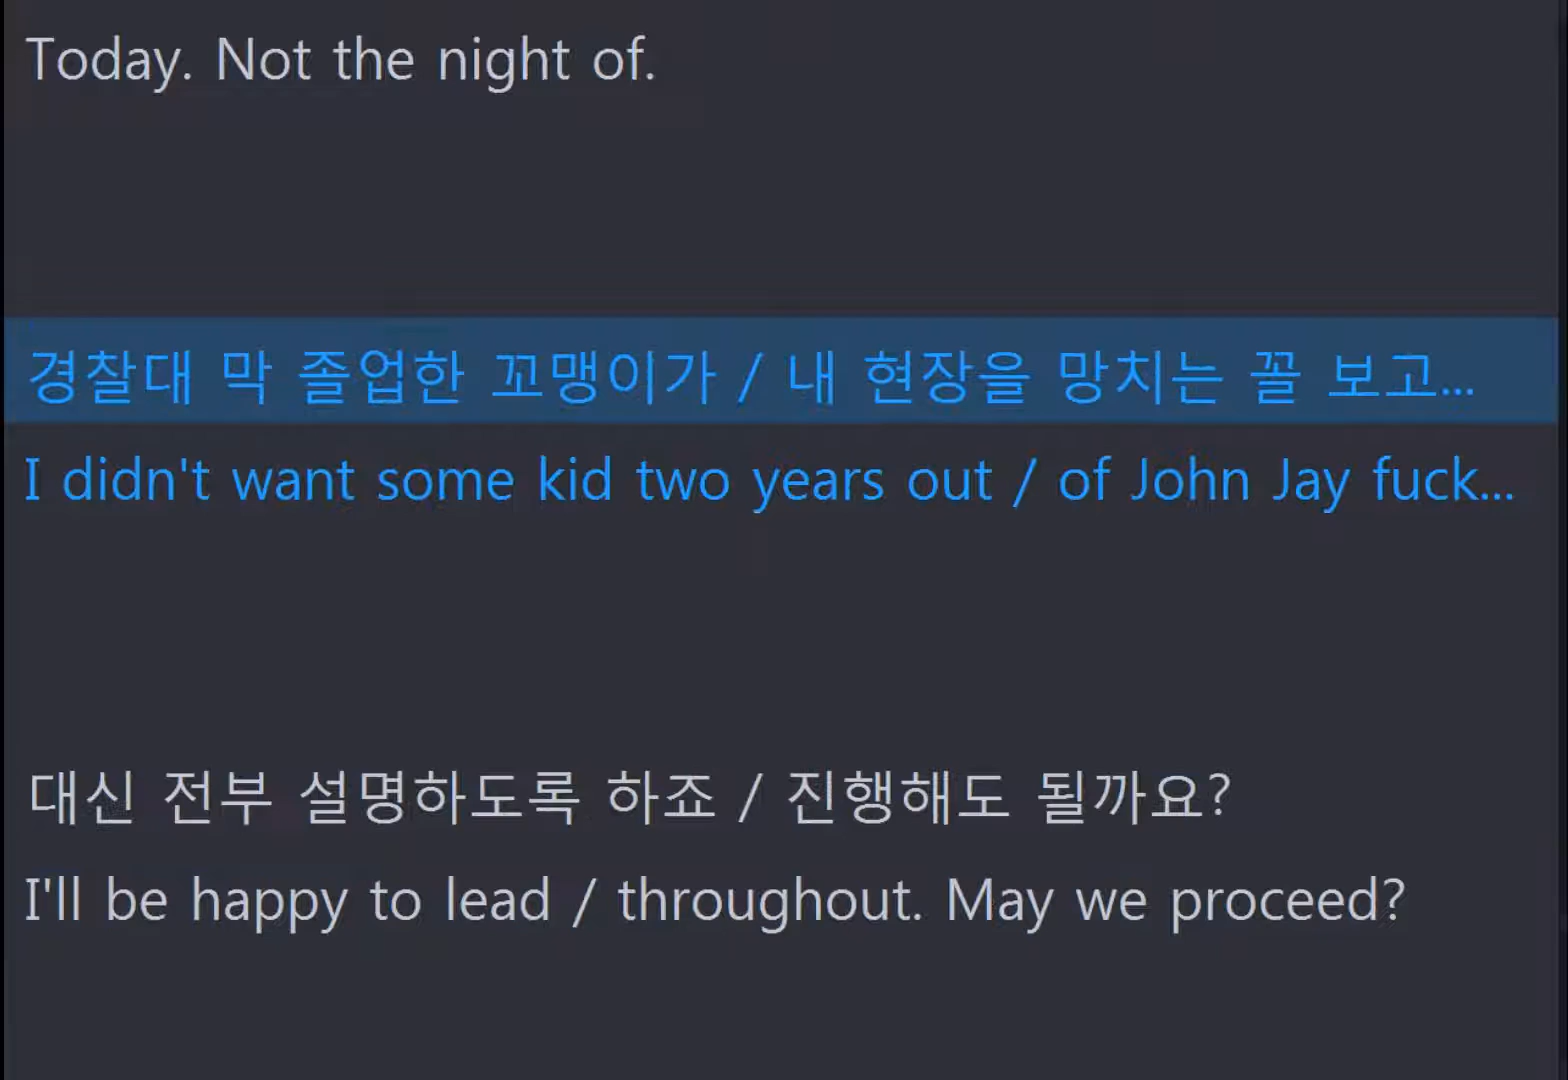 Today. Not the night of.
경찰대 막 졸업한 꼬맹이가 / 내 현장을 망치는 꼴 보고...
I didn't want some kid two years out / of John Jay fuck...
대신 전부 설명하도록 하죠 / 진행해도 될까요?
I'll be happy to lead / throughout. May we proceed?